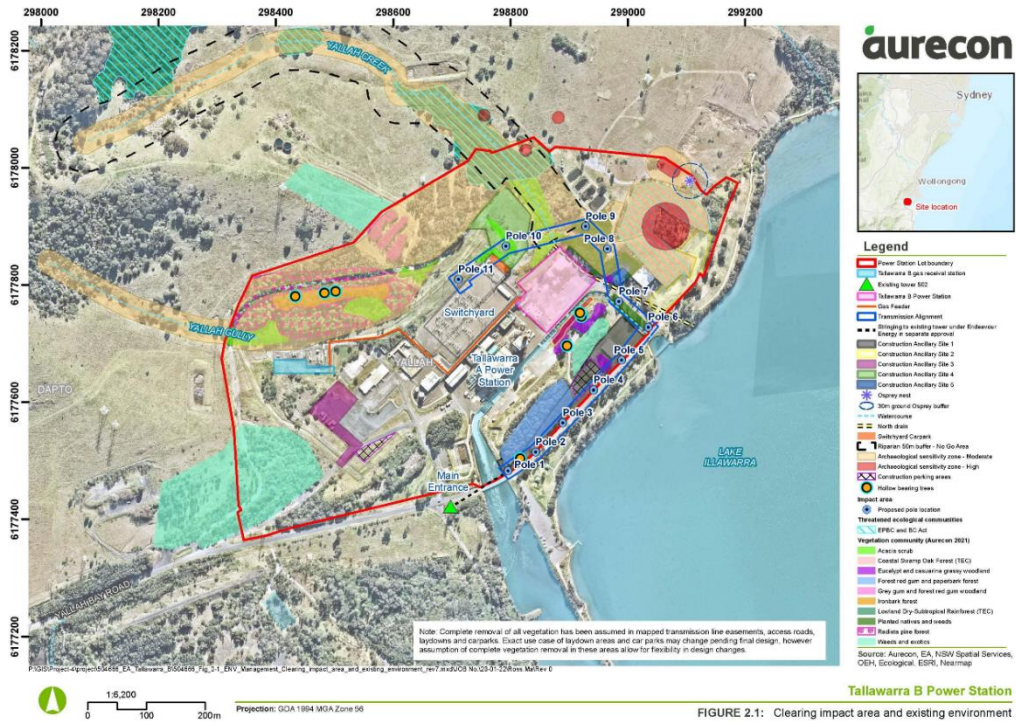 298000
298200
298400
298600
298800
299000
299200
6178200
6178000
6177800
6177600
6177400
6177200
YALLAH CREEK
Pole 9
Pole 10
Pole 8
Pole 11
Pole 7
Switchyard
Pole 6
YALLAH GULLY
Pole 5
YALLAH
Tallawarra
A Power
Station
DAPTO
Pole 4
Pole 3
Pole 2
Pole 1
LAKE
ILLAWARRA
Main
Entrance
YALLAH BAY ROAD
Note: Complete removal of all vegetation has been assumed in mapped transmission line easements, access roads,
laydowns and carparks. Exact use case of laydown areas and car parks may change pending final design, however
assumption of complete vegetation removal in these areas allow for flexibility in design changes.
aurecon
Sydney
Wollongong
Site location
Legend
Power Station Lot boundary
Tallawarra B gas receival station
Existing tower 502
Tallawarra B Power Station
Gas Feeder
Transmission Alignment
Stringing to existing tower under Endeavour
Energy in separate approval
Construction Ancillary Site 1
Construction Ancillary Site 2
Construction Ancillary Site 3
Construction Ancillary Site 4
Construction Ancillary Site 5
Osprey nest
30m ground Osprey buffer
Watercourse
North drain
Switchyard Carpark
Riparian 50m buffer - No Go Area
Archaeological sensitivity zone - Moderate
Archaeological sensitivity zone - High
Construction parking areas
Hollow bearing trees
Impact area
Proposed pole location
Threatened ecological communities
EPBC and BC Act
Vegetation community (Aurecon 2021)
Acacia scrub
Coastal Swamp Oak Forest (TEC)
Eucalypt and casuarina grassy woodland
Forest red gum and paperbark forest
Grey gum and forest red gum woodland
Ironbark forest
Lowland Dry-Subtropical Rainforest (TEC)
Planted natives and weeds
Radiata pine forest
Weeds and exotics
Source: Aurecon, EA, NSW Spatial Services,
OEH, Ecological, ESRI, Nearmap
1:6,200
0 100 200m
Projection: GDA 1994 MGA Zone 56
Tallawarra B Power Station
FIGURE 2.1: Clearing impact area and existing environment